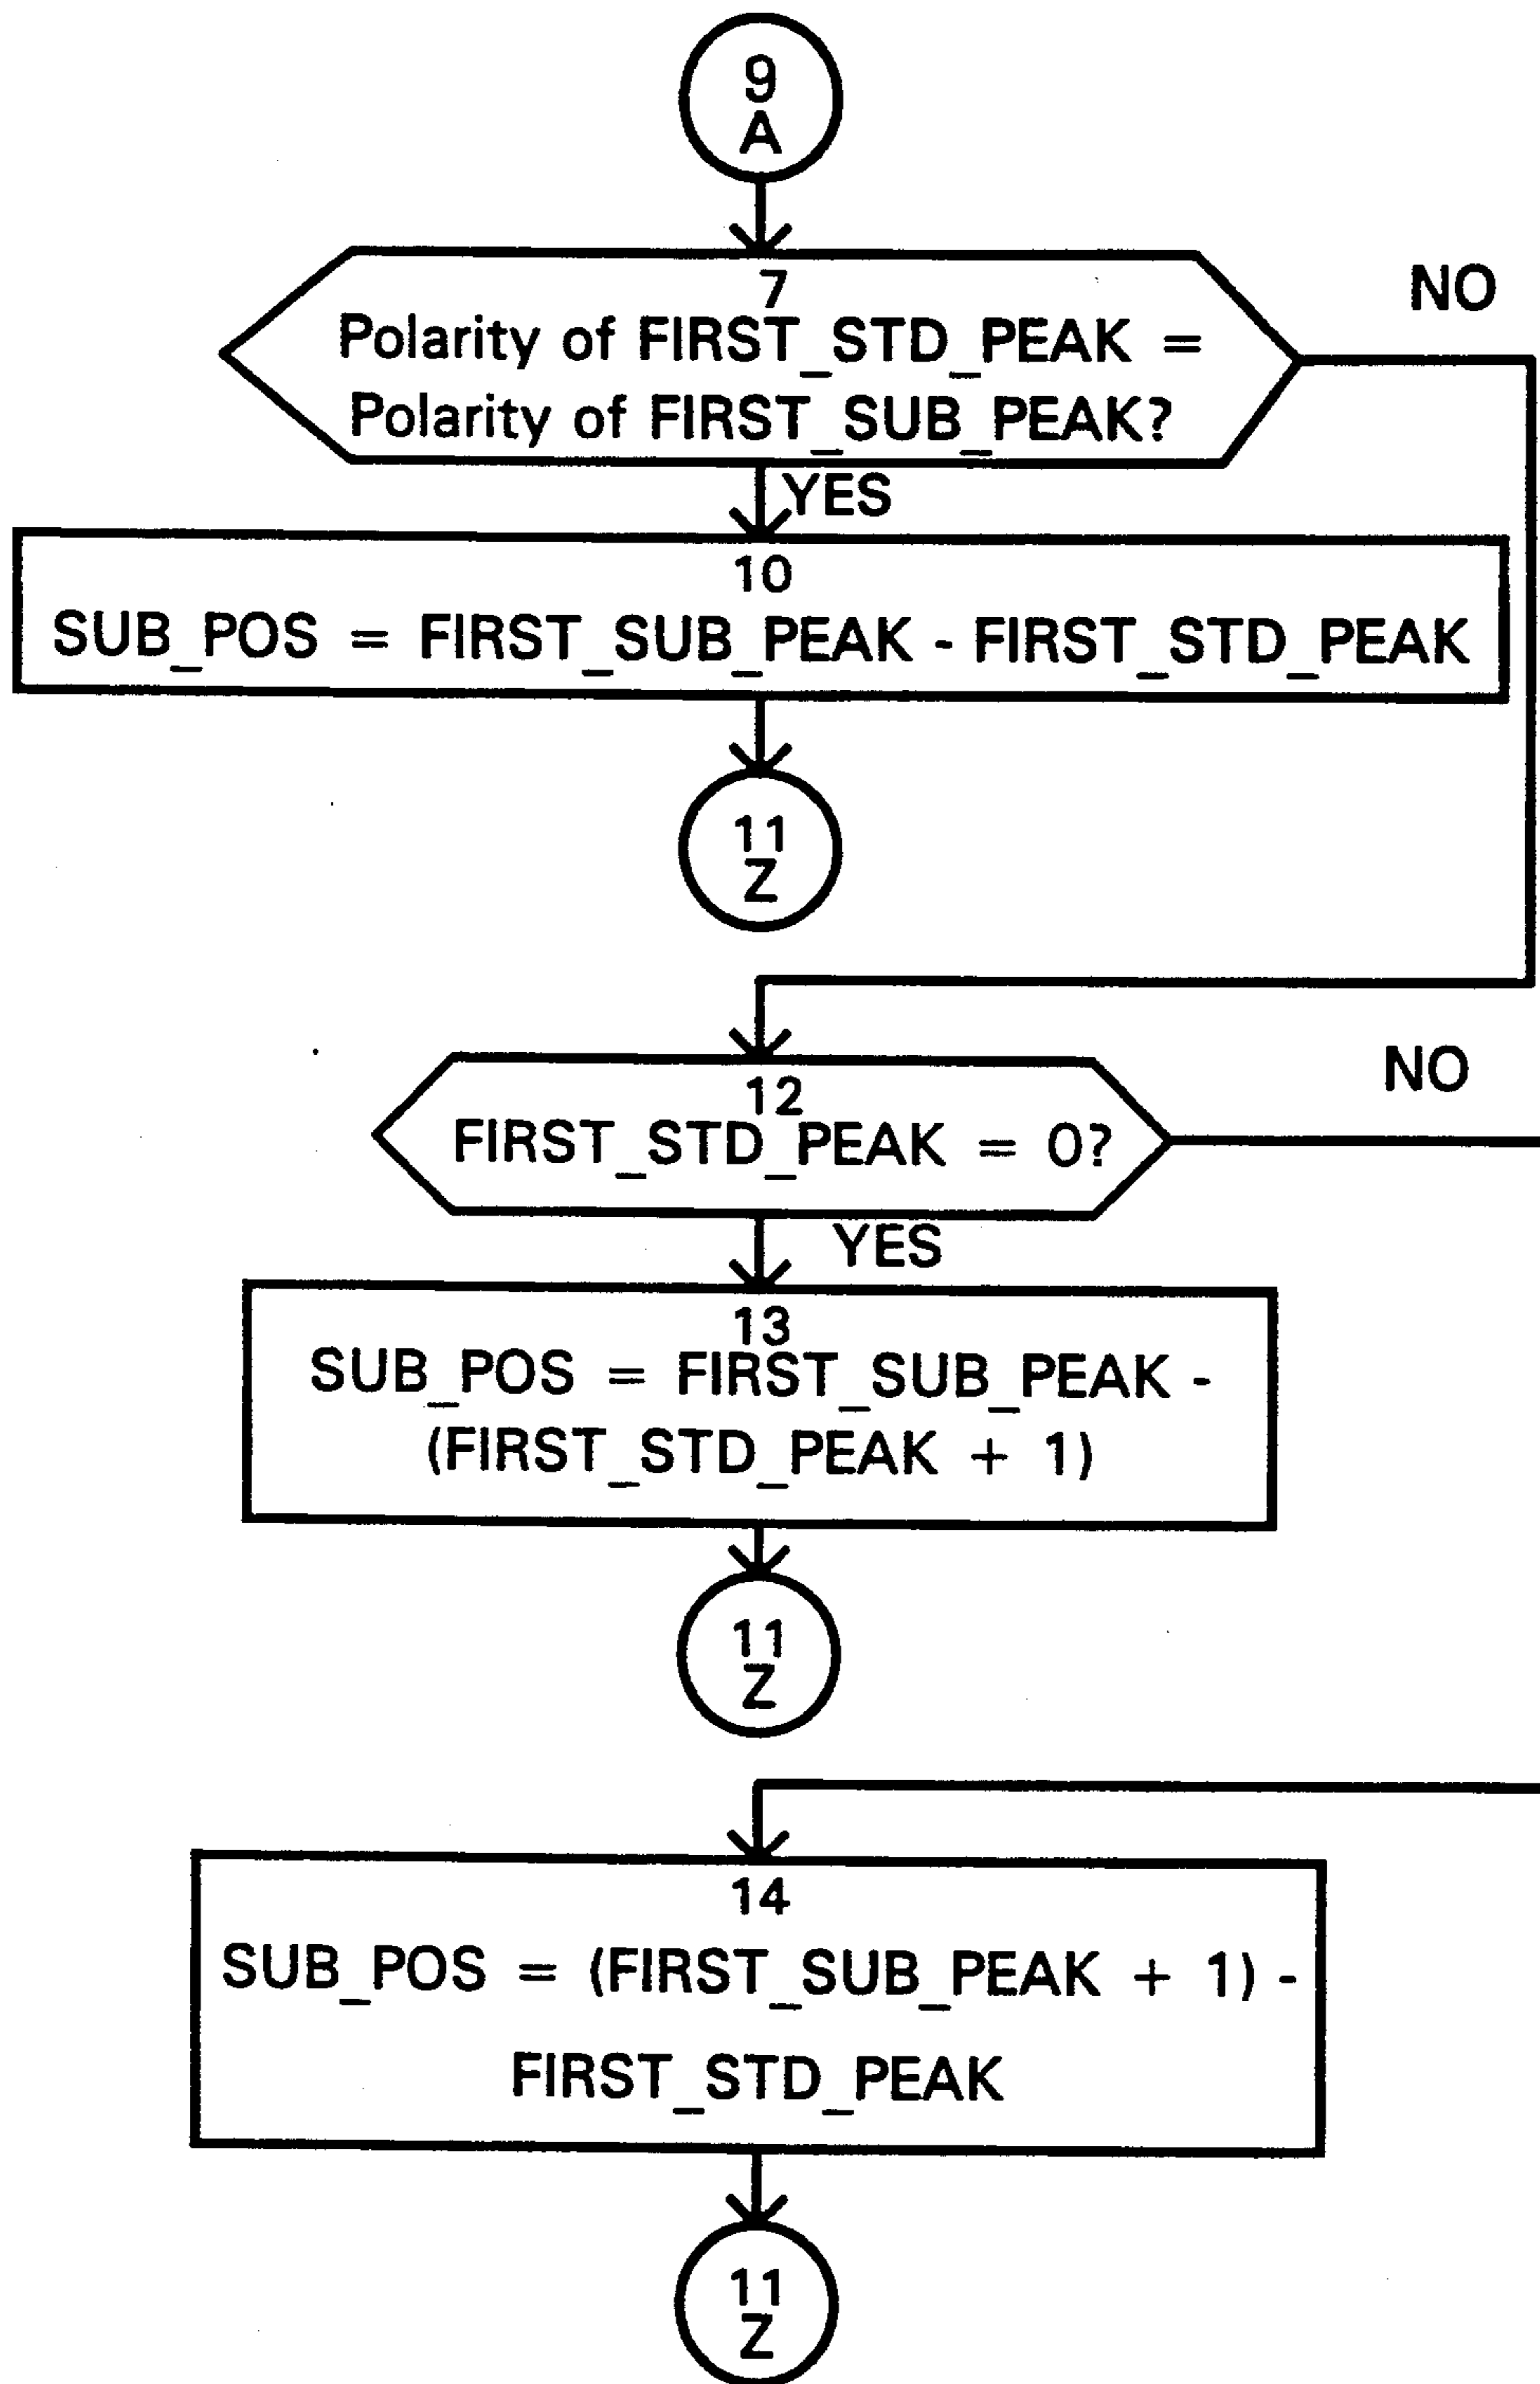 9
A
7
NO
Polarity of FIRST_STD_PEAK =
Polarity of FIRST_SUB_PEAK?
YES
10
SUB_POS = FIRST_SUB_PEAK - FIRST_STD_PEAK
11
Z
12
NO
FIRST_STD_PEAK = 0?
YES
13
SUB_POS = FIRST_SUB_PEAK -
(FIRST_STD_PEAK + 1)
11
Z
14
SUB_POS = (FIRST_SUB_PEAK + 1) -
FIRST_STD_PEAK
11
Z